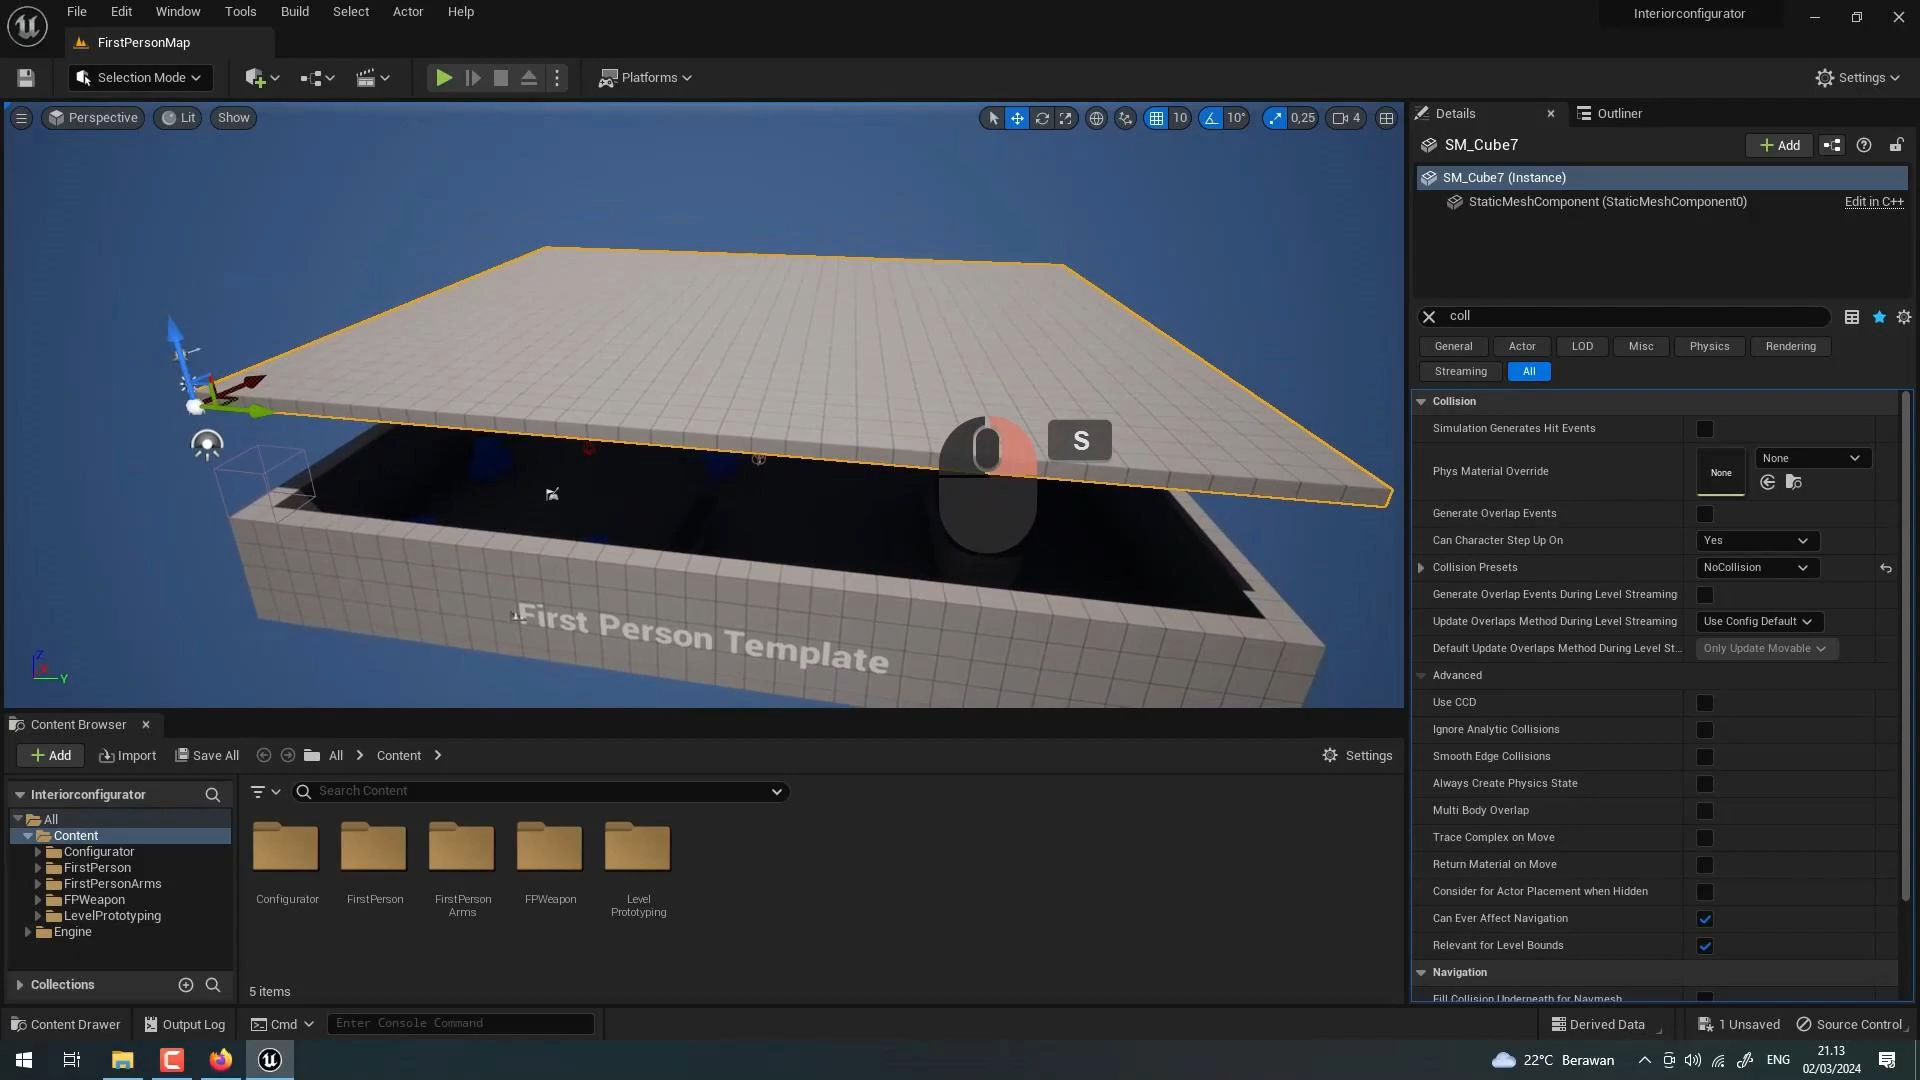 File Edit Window Tools Build Select Actor Help
Interiorconfigurator
FirstPersonMap
Selection Mode
Platforms
Settings
Perspective Lit Show
10 10° 0,25 4
Details
Outliner
SM_Cube7
Add
SM_Cube7 (Instance)
StaticMeshComponent (StaticMeshComponent0)
Edit in C++
coll
General Actor LOD Misc Physics Rendering
Streaming All
Collision
Simulation Generates Hit Events
Phys Material Override
None
None
Generate Overlap Events
Can Character Step Up On
Yes
Collision Presets
NoCollision
Generate Overlap Events During Level Streaming
Update Overlaps Method During Level Streaming
Use Config Default
Default Update Overlaps Method During Level St...
Only Update Movable
Advanced
Use CCD
Ignore Analytic Collisions
Smooth Edge Collisions
Always Create Physics State
Multi Body Overlap
Trace Complex on Move
Return Material on Move
Consider for Actor Placement when Hidden
Can Ever Affect Navigation
Relevant for Level Bounds
Navigation
Fill Collision Underneath for Navmesh
S
First Person Template
Z
Y
Content Browser
Add Import Save All All Content
Settings
Interiorconfigurator
Search Content
All
Content
Configurator
FirstPerson
FirstPersonArms
FPWeapon
LevelPrototyping
Engine
Collections
Configurator
FirstPerson
FirstPerson
Arms
FPWeapon
Level
Prototyping
5 items
Content Drawer Output Log Cmd Enter Console Command
Derived Data 1 Unsaved Source Control
22°C Berawan
ENG
21.13
02/03/2024